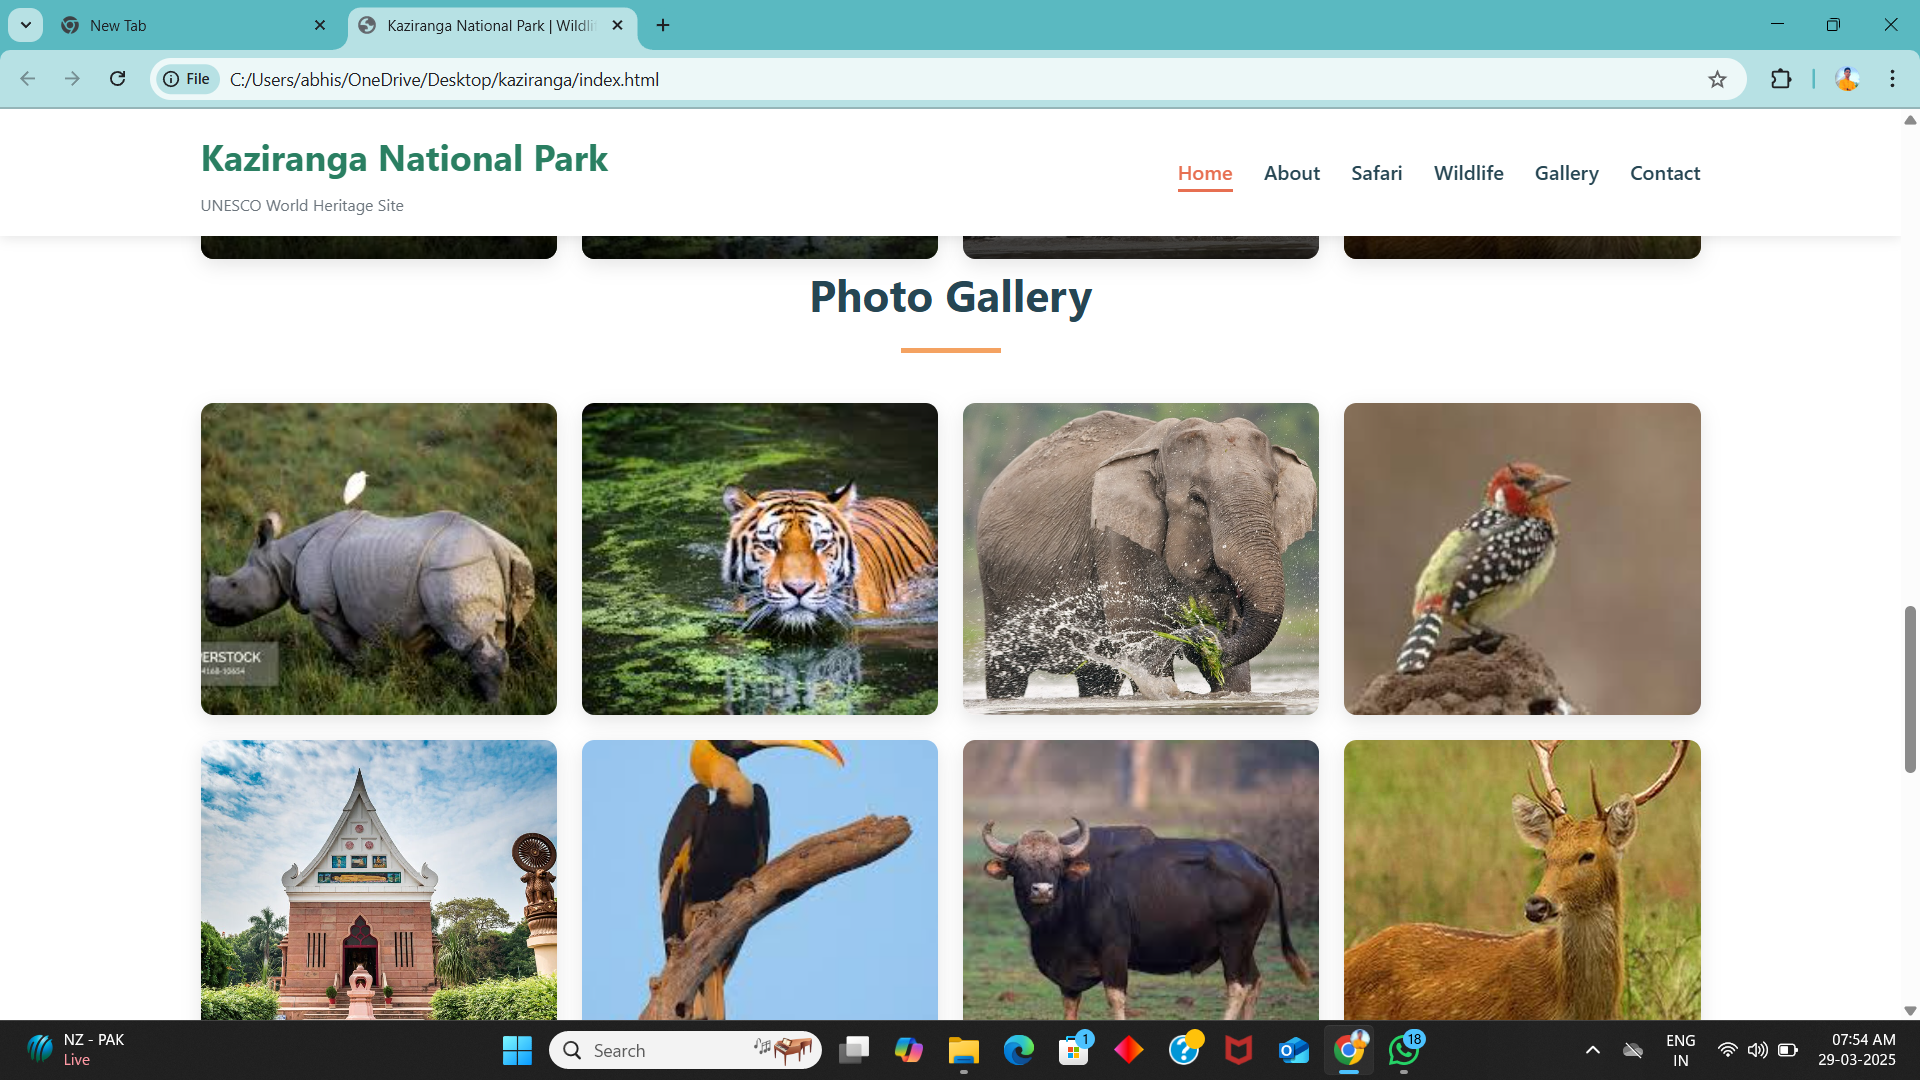 New Tab
Kaziranga National Park | Wildli
File
C:/Users/abhis/OneDrive/Desktop/kaziranga/index.html
Kaziranga National Park
UNESCO World Heritage Site
Home
About
Safari
Wildlife
Gallery
Contact
Photo Gallery
ERSTOCK
4168-10654
NZ - PAK
Live
Search
1
18
ENG
IN
07:54 AM
29-03-2025